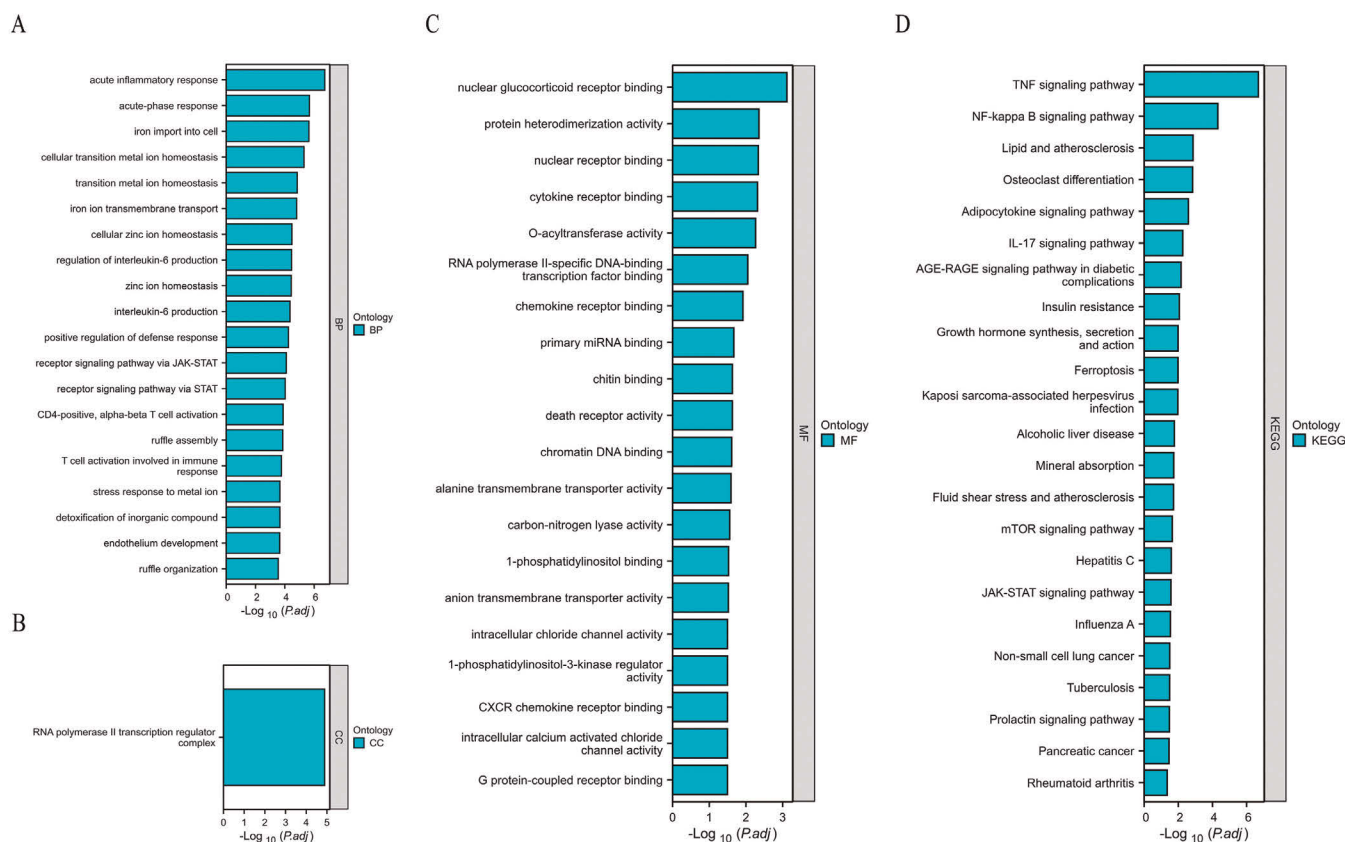 A
acute inflammatory response
acute-phase response
iron import into cell
cellular transition metal ion homeostasis
transition metal ion homeostasis
iron ion transmembrane transport
cellular zinc ion homeostasis
regulation of interleukin-6 production
zinc ion homeostasis
interleukin-6 production
positive regulation of defense response
receptor signaling pathway via JAK-STAT
receptor signaling pathway via STAT
CD4-positive, alpha-beta T cell activation
ruffle assembly
T cell activation involved in immune
response
stress response to metal ion
detoxification of inorganic compound
endothelium development
ruffle organization
BP
Ontology
BP
0 2 4 6
-Log 10 (P.adj)
B
RNA polymerase II transcription regulator
complex
CC
Ontology
CC
0 1 2 3 4 5
-Log 10 (P.adj)
C
nuclear glucocorticoid receptor binding
protein heterodimerization activity
nuclear receptor binding
cytokine receptor binding
O-acyltransferase activity
RNA polymerase II-specific DNA-binding
transcription factor binding
chemokine receptor binding
primary miRNA binding
chitin binding
death receptor activity
chromatin DNA binding
alanine transmembrane transporter activity
carbon-nitrogen lyase activity
1-phosphatidylinositol binding
anion transmembrane transporter activity
intracellular chloride channel activity
1-phosphatidylinositol-3-kinase regulator
activity
CXCR chemokine receptor binding
intracellular calcium activated chloride
channel activity
G protein-coupled receptor binding
MF
Ontology
MF
0 1 2 3
-Log 10 (P.adj)
D
TNF signaling pathway
NF-kappa B signaling pathway
Lipid and atherosclerosis
Osteoclast differentiation
Adipocytokine signaling pathway
IL-17 signaling pathway
AGE-RAGE signaling pathway in diabetic
complications
Insulin resistance
Growth hormone synthesis, secretion
and action
Ferroptosis
Kaposi sarcoma-associated herpesvirus
infection
Alcoholic liver disease
Mineral absorption
Fluid shear stress and atherosclerosis
mTOR signaling pathway
Hepatitis C
JAK-STAT signaling pathway
Influenza A
Non-small cell lung cancer
Tuberculosis
Prolactin signaling pathway
Pancreatic cancer
Rheumatoid arthritis
KEGG
Ontology
KEGG
0 2 4 6
-Log 10 (P.adj)